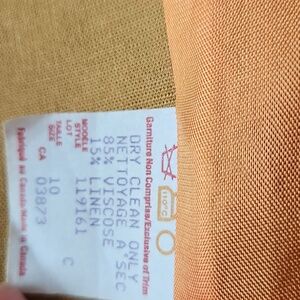 Garniture Non Comprise/Exclusive of Trim
DRY CLEAN ONLY
NETTOYAGE A SEC
85% VISCOSE
15% LINEN
MODÈLE
STYLE 119161 C
LOT
TAILLE
SIZE 10
CA 03873
Fabriqué au Canada Made in Canada